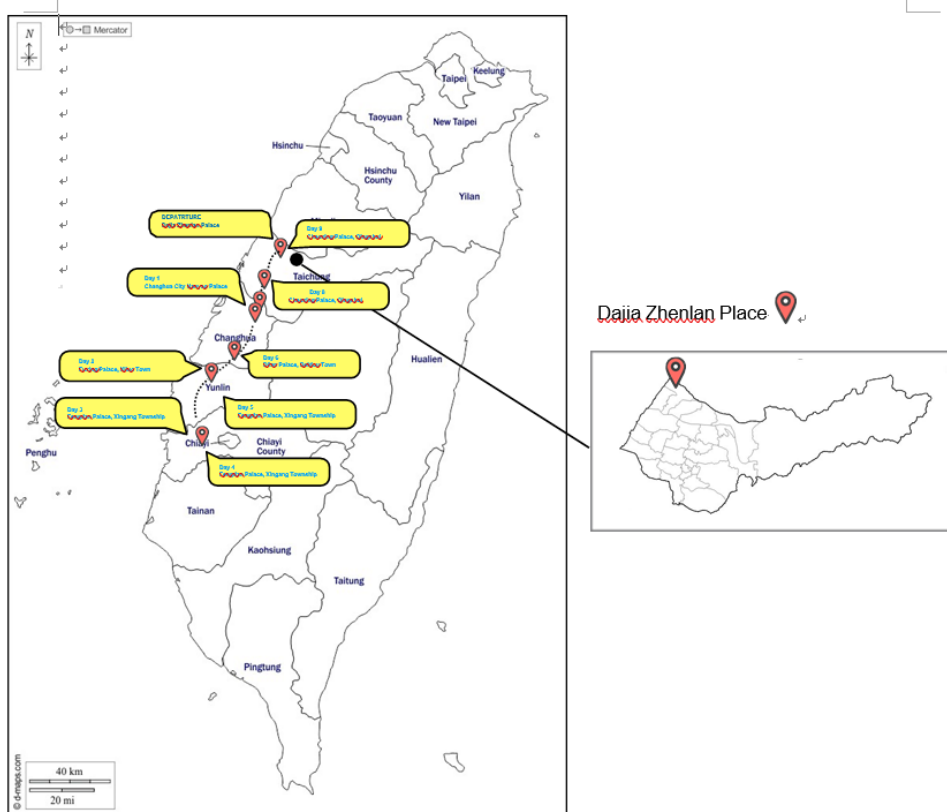 N
Mercator
Keelung
Taipei
Taoyuan
New Taipei
Hsinchu
Hsinchu
County
Yilan
DEPATRTURE
Palace
Day 8
Palace,
Taichung
Day 1
Changhua City Palace
Day
Palace,
Changhua
Hualien
Day 2
Palace, Town
Day 6
Palace, Town
Yunlin
Day 3
Palace, Xingang Township
Day 5
Palace, Xingang Township
Chiayi
Chiayi
County
Penghu
Day 4
Palace, Xingang Township
Tainan
Kaohsiung
Taitung
Pingtung
© d-maps.com
40 km
20 mi
Dajia Zhenlan Place